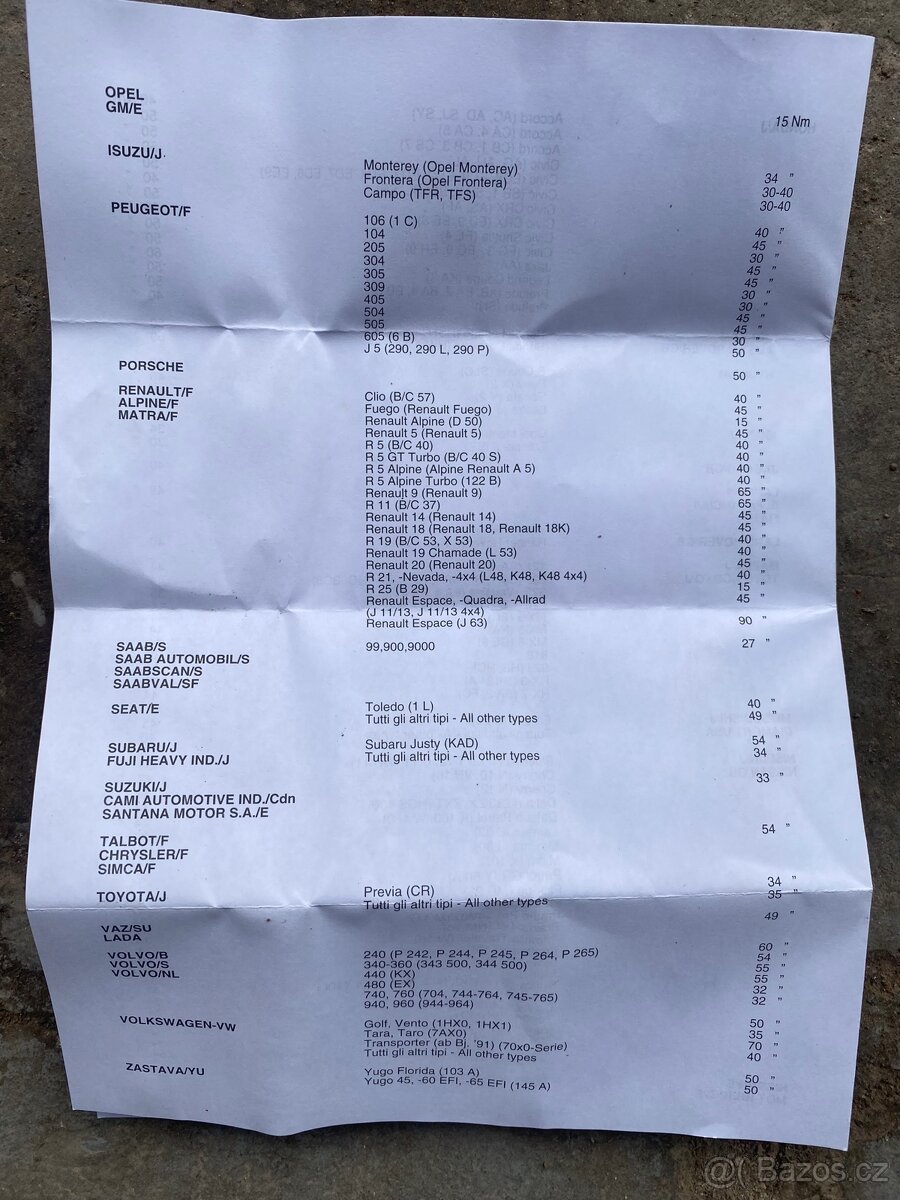 OPEL
GM/E 15 Nm
ISUZU/J
Monterey (Opel Monterey) 34 ”
Frontera (Opel Frontera) 30-40
Campo (TFR, TFS) 30-40
PEUGEOT/F
106 (1 C) 40 ”
104 45 ”
205 30 ”
304 45 ”
305 45 ”
309 30 ”
405 30 ”
504 45 ”
505 45 ”
605 (6 B) 30 ”
J 5 (290, 290 L, 290 P) 50 ”
PORSCHE 50 ”
RENAULT/F Clio (B/C 57) 40 ”
ALPINE/F Fuego (Renault Fuego) 45 ”
MATRA/F Renault Alpine (D 50) 15 ”
Renault 5 (Renault 5) 45 ”
R 5 (B/C 40) 40 ”
R 5 GT Turbo (B/C 40 S) 40 ”
R 5 Alpine (Alpine Renault A 5) 40 ”
R 5 Alpine Turbo (122 B) 40 ”
Renault 9 (Renault 9) 65 ”
R 11 (B/C 37) 65 ”
Renault 14 (Renault 14) 45 ”
Renault 18 (Renault 18, Renault 18K) 45 ”
R 19 (B/C 53, X 53) 40 ”
Renault 19 Chamade (L 53) 40 ”
Renault 20 (Renault 20) 45 ”
R 21, -Nevada, -4x4 (L48, K48, K48 4x4) 40 ”
R 25 (B 29) 15 ”
Renault Espace, -Quadra, -Allrad 45 ”
(J 11/13, J 11/13 4x4)
Renault Espace (J 63) 90 ”
SAAB/S 99,900,9000 27 ”
SAAB AUTOMOBIL/S
SAABSCAN/S
SAABVAL/SF
SEAT/E Toledo (1 L) 40 ”
Tutti gli altri tipi - All other types 49 ”
SUBARU/J Subaru Justy (KAD) 54 ”
FUJI HEAVY IND./J Tutti gli altri tipi - All other types 34 ”
SUZUKI/J 33 ”
CAMI AUTOMOTIVE IND./Cdn
SANTANA MOTOR S.A./E
TALBOT/F 54 ”
CHRYSLER/F
SIMCA/F
TOYOTA/J Previa (CR) 34 ”
Tutti gli altri tipi - All other types 35 ”
VAZ/SU 49 ”
LADA
VOLVO/B 240 (P 242, P 244, P 245, P 264, P 265) 60 ”
VOLVO/S 340-360 (343 500, 344 500) 54 ”
VOLVO/NL 440 (KX) 55 ”
480 (EX) 55 ”
740, 760 (704, 744-764, 745-765) 32 ”
940, 960 (944-964) 32 ”
VOLKSWAGEN-VW Golf, Vento (1HX0, 1HX1) 50 ”
Tara, Taro (7AX0) 35 ”
Transporter (ab Bj. '91) (70x0-Serie) 70 ”
Tutti gli altri tipi - All other types 40 ”
ZASTAVA/YU Yugo Florida (103 A) 50 ”
Yugo 45, -60 EFI, -65 EFI (145 A) 50 ”
Bazos.cz